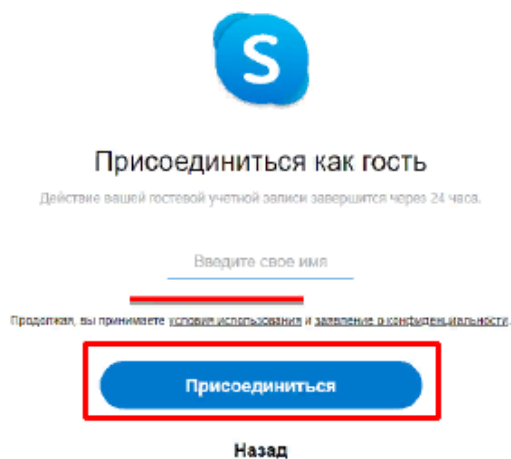 S
Присоединиться как гость
Действие вашей гостевой учетной записи завершится через 24 часа.
Введите свое имя
Продолжая, вы принимаете условия использования и заявление о конфиденциальности.
Присоединиться
Назад